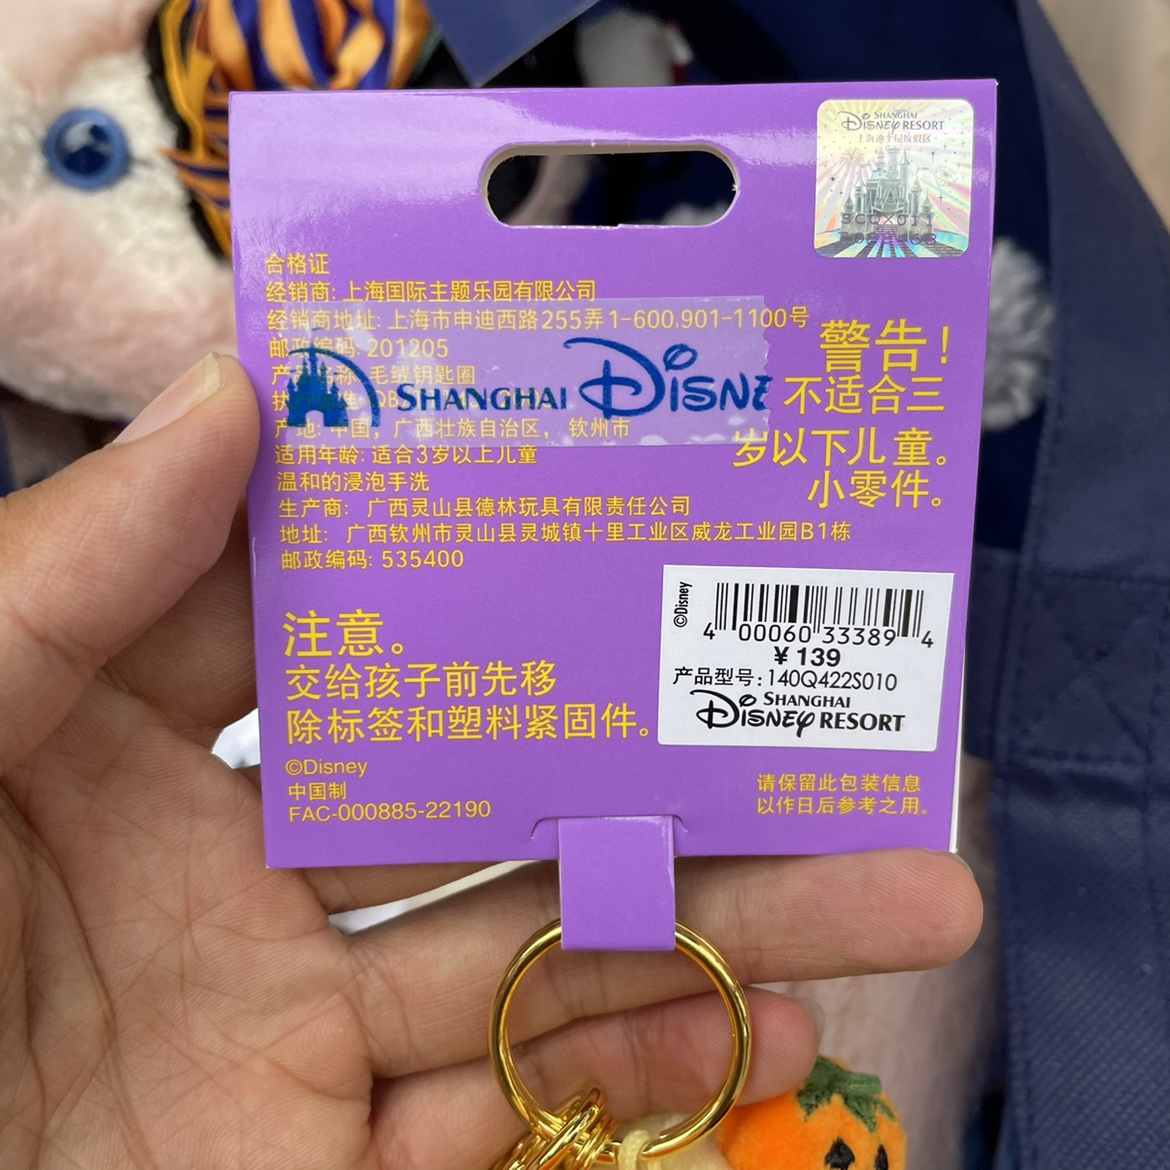 SHANGHAI
DISNEY RESORT
上海迪士尼度假区
合格证
经销商: 上海国际主题乐园有限公司
经销商地址: 上海市申迪西路255弄1-600.901-1100号
邮政编码: 201205
产品名称: 毛绒钥匙圈
产地: 中国，广西壮族自治区， 钦州市
适用年龄: 适合3岁以上儿童
温和的浸泡手洗
生产商: 广西灵山县德林玩具有限责任公司
地址: 广西钦州市灵山县灵城镇十里工业区威龙工业园B1栋
邮政编码: 535400
SHANGHAI DISNE
警告！
不适合三
岁以下儿童。
小零件。
注意。
交给孩子前先移
除标签和塑料紧固件。
©Disney
中国制
FAC-000885-22190
©Disney
4 00060 33389 4
¥ 139
产品型号: 140Q422S010
SHANGHAI
DISNEY RESORT
请保留此包装信息
以作日后参考之用。